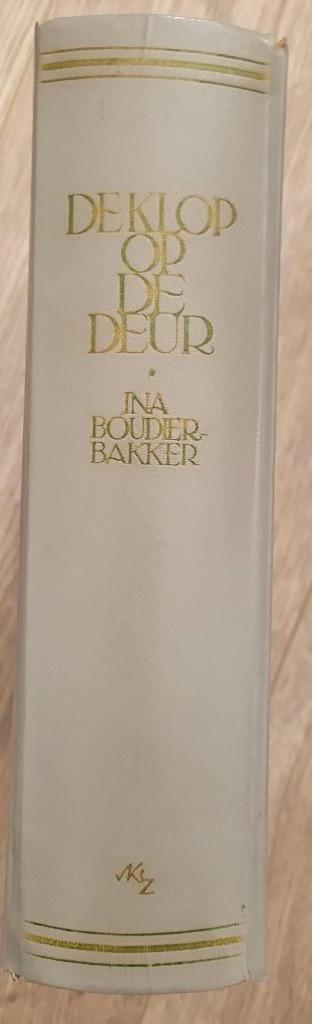 DE KLOP
OP
DE
DEUR
*
INA
BOUDIER-
BAKKER